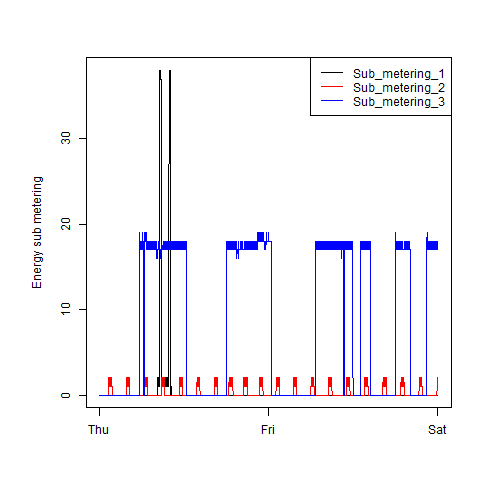 Sub_metering_1
Sub_metering_2
Sub_metering_3
Energy sub metering
30
20
10
0
Thu Fri Sat